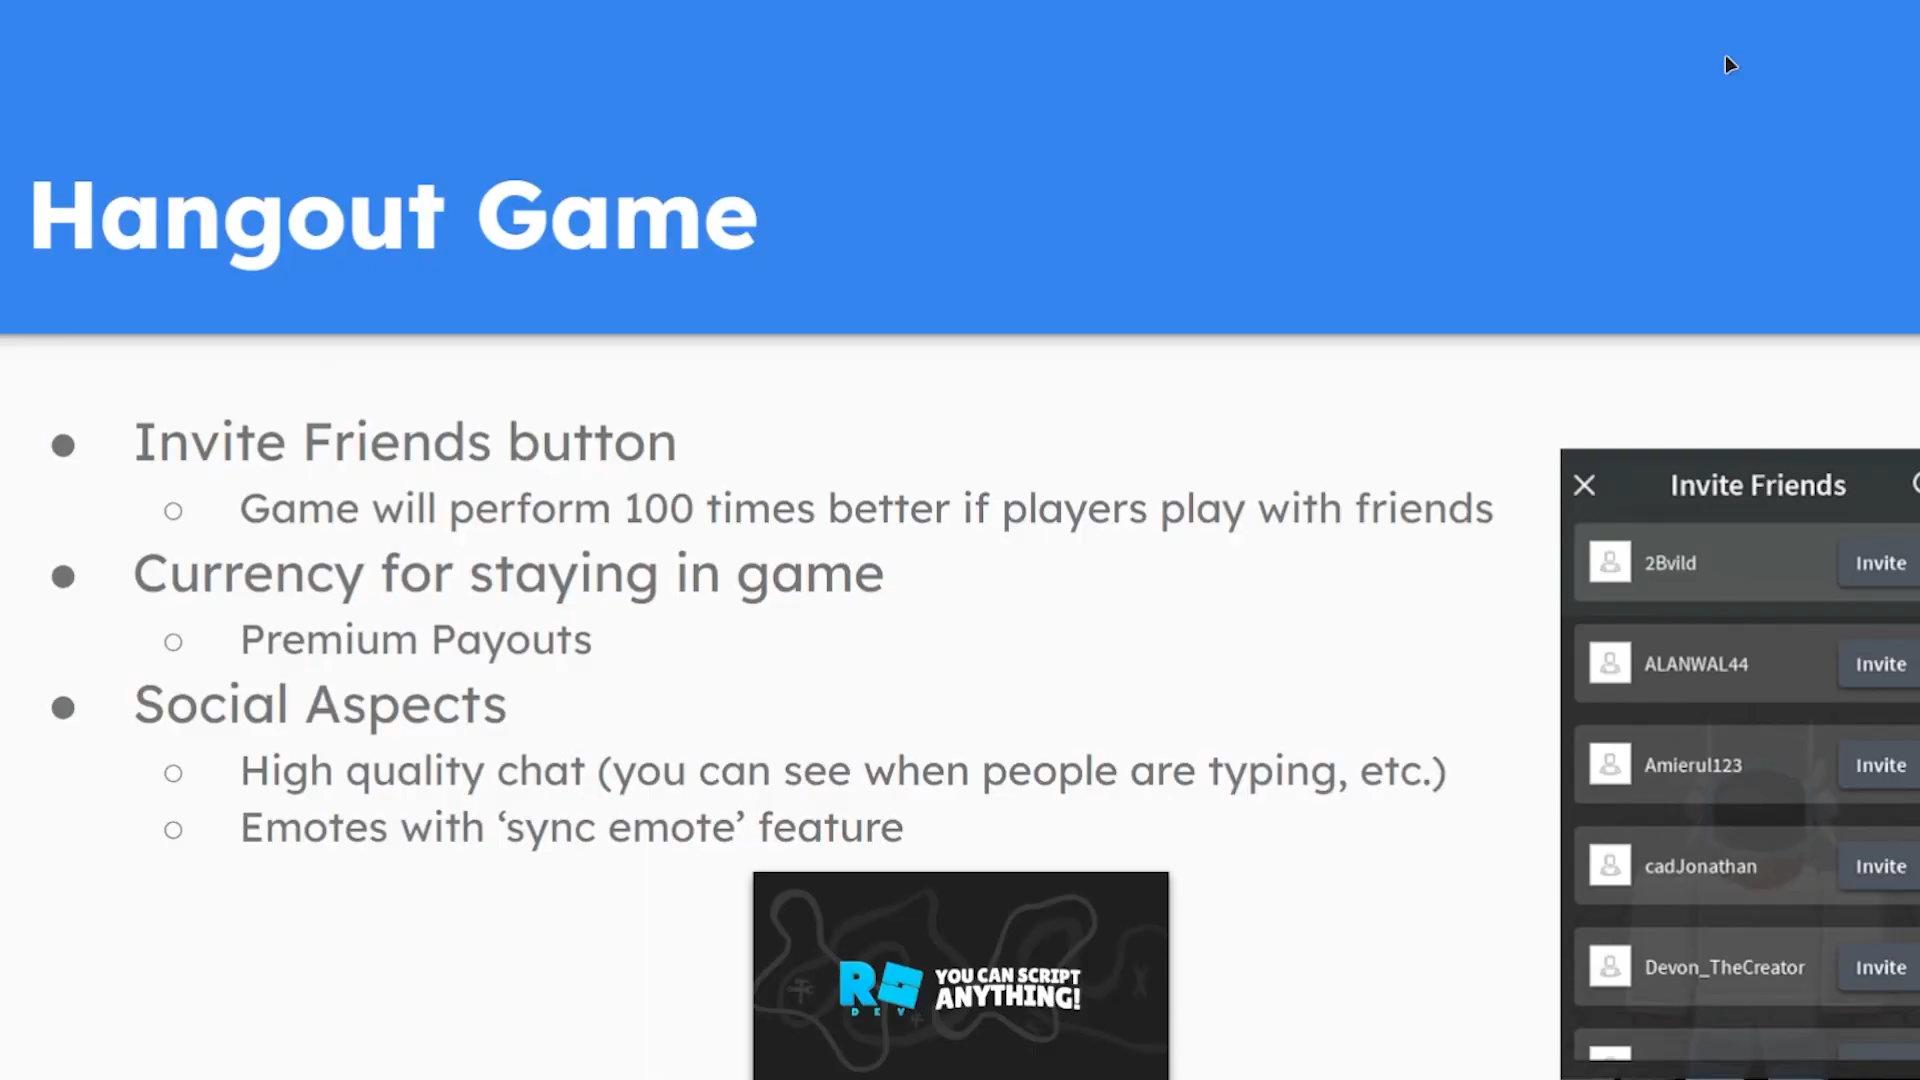 Hangout Game
Invite Friends button
Game will perform 100 times better if players play with friends
Currency for staying in game
Premium Payouts
Social Aspects
High quality chat (you can see when people are typing, etc.)
Emotes with ‘sync emote’ feature
Invite Friends
2Bvild Invite
ALANWAL44 Invite
Amierul123 Invite
cadJonathan Invite
Devon_TheCreator Invite
R
DEV
YOU CAN SCRIPT
ANYTHING!